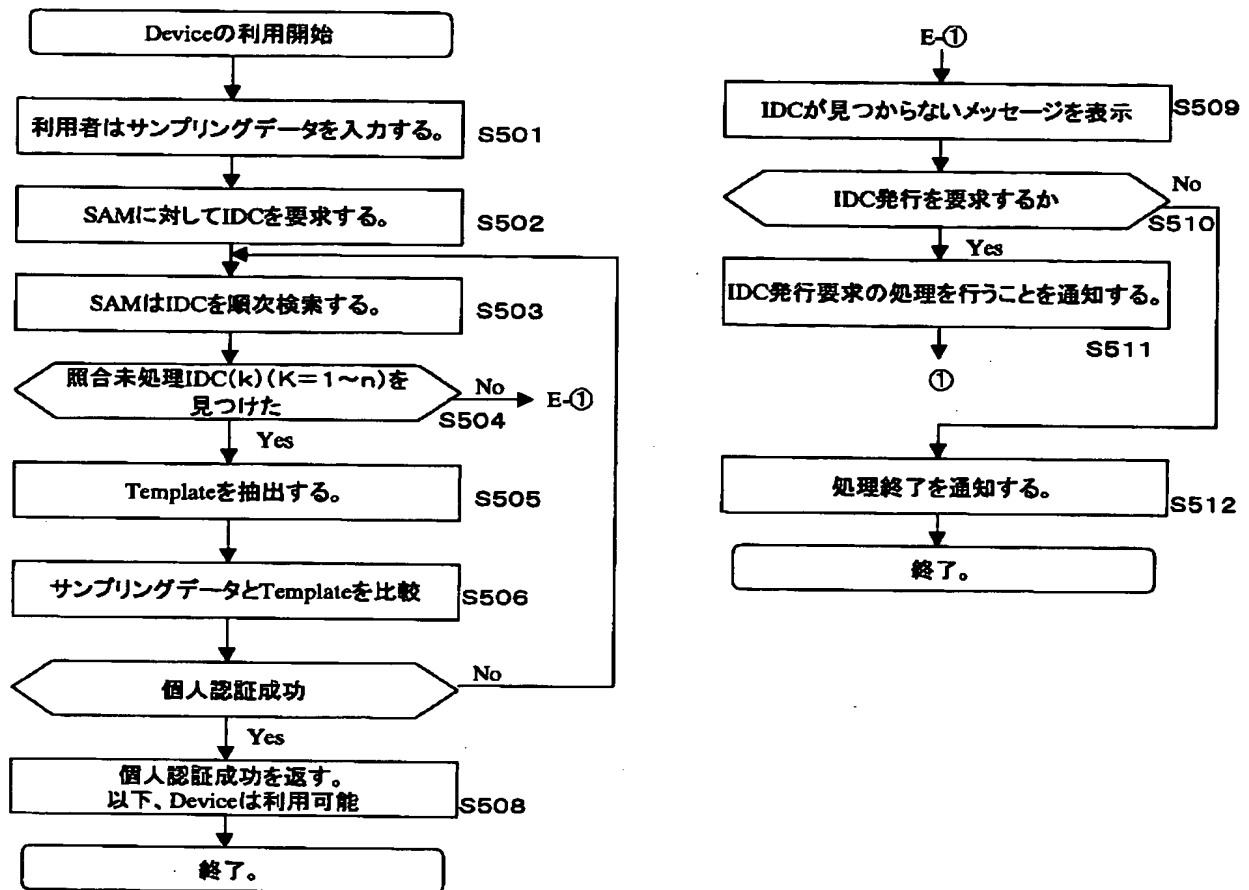 Deviceの利用開始
利用者はサンプリングデータを入力する。
S501
SAMに対してIDCを要求する。
S502
SAMはIDCを順次検索する。
S503
照合未処理IDC(k)(K=1~n)を
見つけた
No
E-①
S504
Yes
Templateを抽出する。
S505
サンプリングデータとTemplateを比較
S506
個人認証成功
No
Yes
個人認証成功を返す。
以下、Deviceは利用可能
S508
終了。
E-①
IDCが見つからないメッセージを表示
S509
IDC発行を要求するか
No
S510
Yes
IDC発行要求の処理を行うことを通知する。
S511
①
処理終了を通知する。
S512
終了。